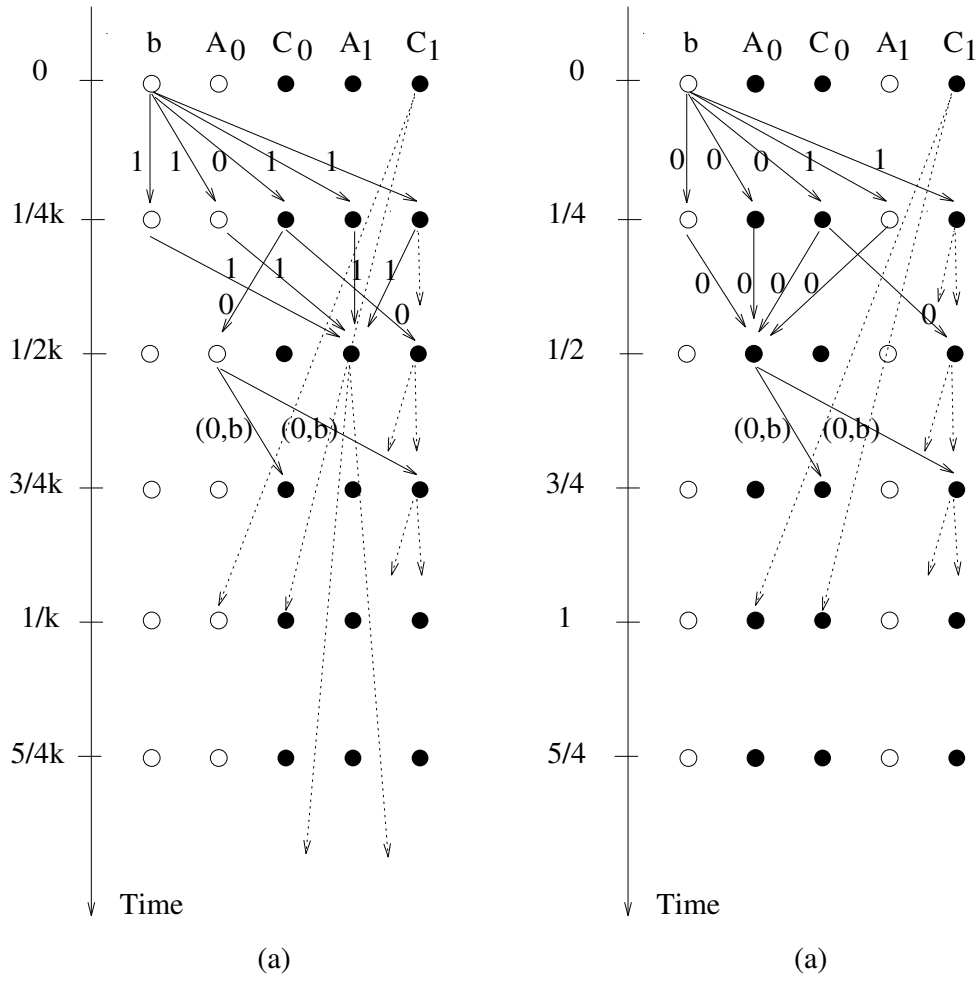 b A0 C0 A1 C1
0
1 1 0 1 1
1/4k
1 1 1 1
0 0
1/2k
(0,b) (0,b)
3/4k
1/k
5/4k
Time
(a)
b A0 C0 A1 C1
0
0 0 0 1 1
1/4
0 0 0 0
0
1/2
(0,b) (0,b)
3/4
1
5/4
Time
(a)